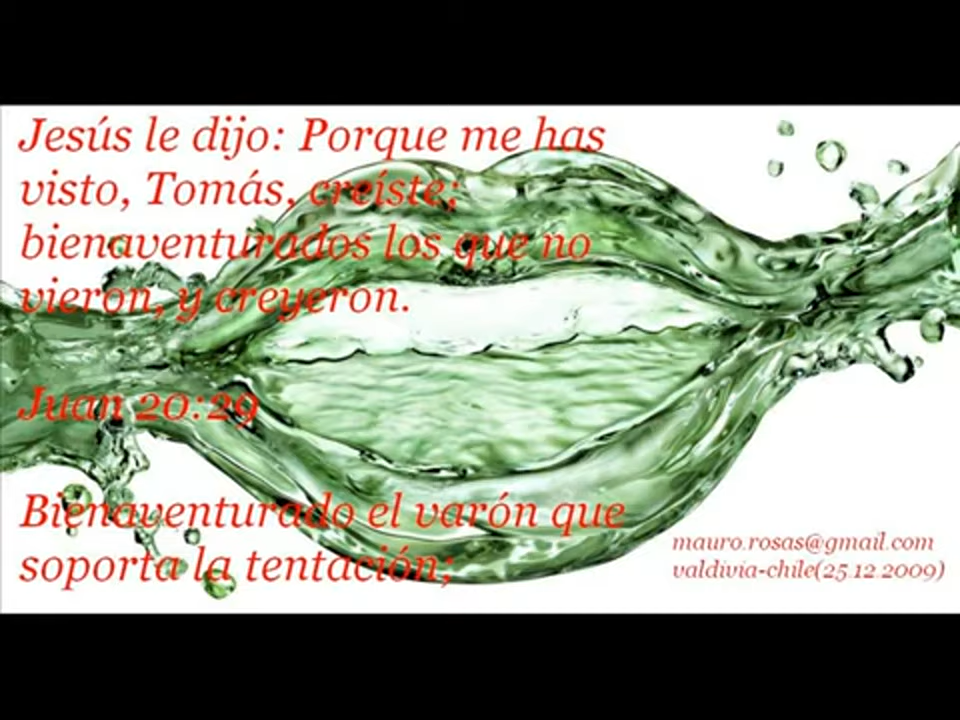 Jesús le dijo: Porque me has
visto, Tomás, creíste;
bienaventurados los que no
vieron, y creyeron.
Juan 20:29
Bienaventurado el varón que
soporta la tentación;
mauro.rosas@gmail.com
valdivia-chile(25.12.2009)